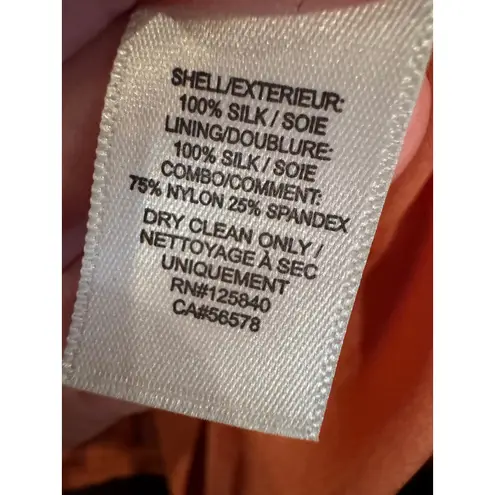 SHELL/EXTERIEUR:
100% SILK / SOIE
LINING/DOUBLURE:
100% SILK / SOIE
COMBO/COMMENT:
75% NYLON 25% SPANDEX
DRY CLEAN ONLY /
NETTOYAGE À SEC
UNIQUEMENT
RN#125840
CA#56578